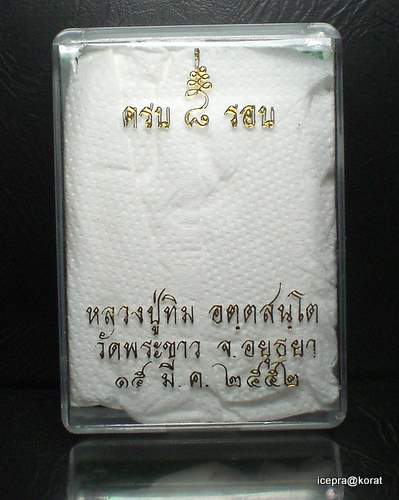 ครบ ๘ รอบ
หลวงปู่ทิม อตฺตสนฺโต
วัดพระขาว จ.อยุธยา
๑๕ มี.ค. ๒๕๕๒
icepra@korat